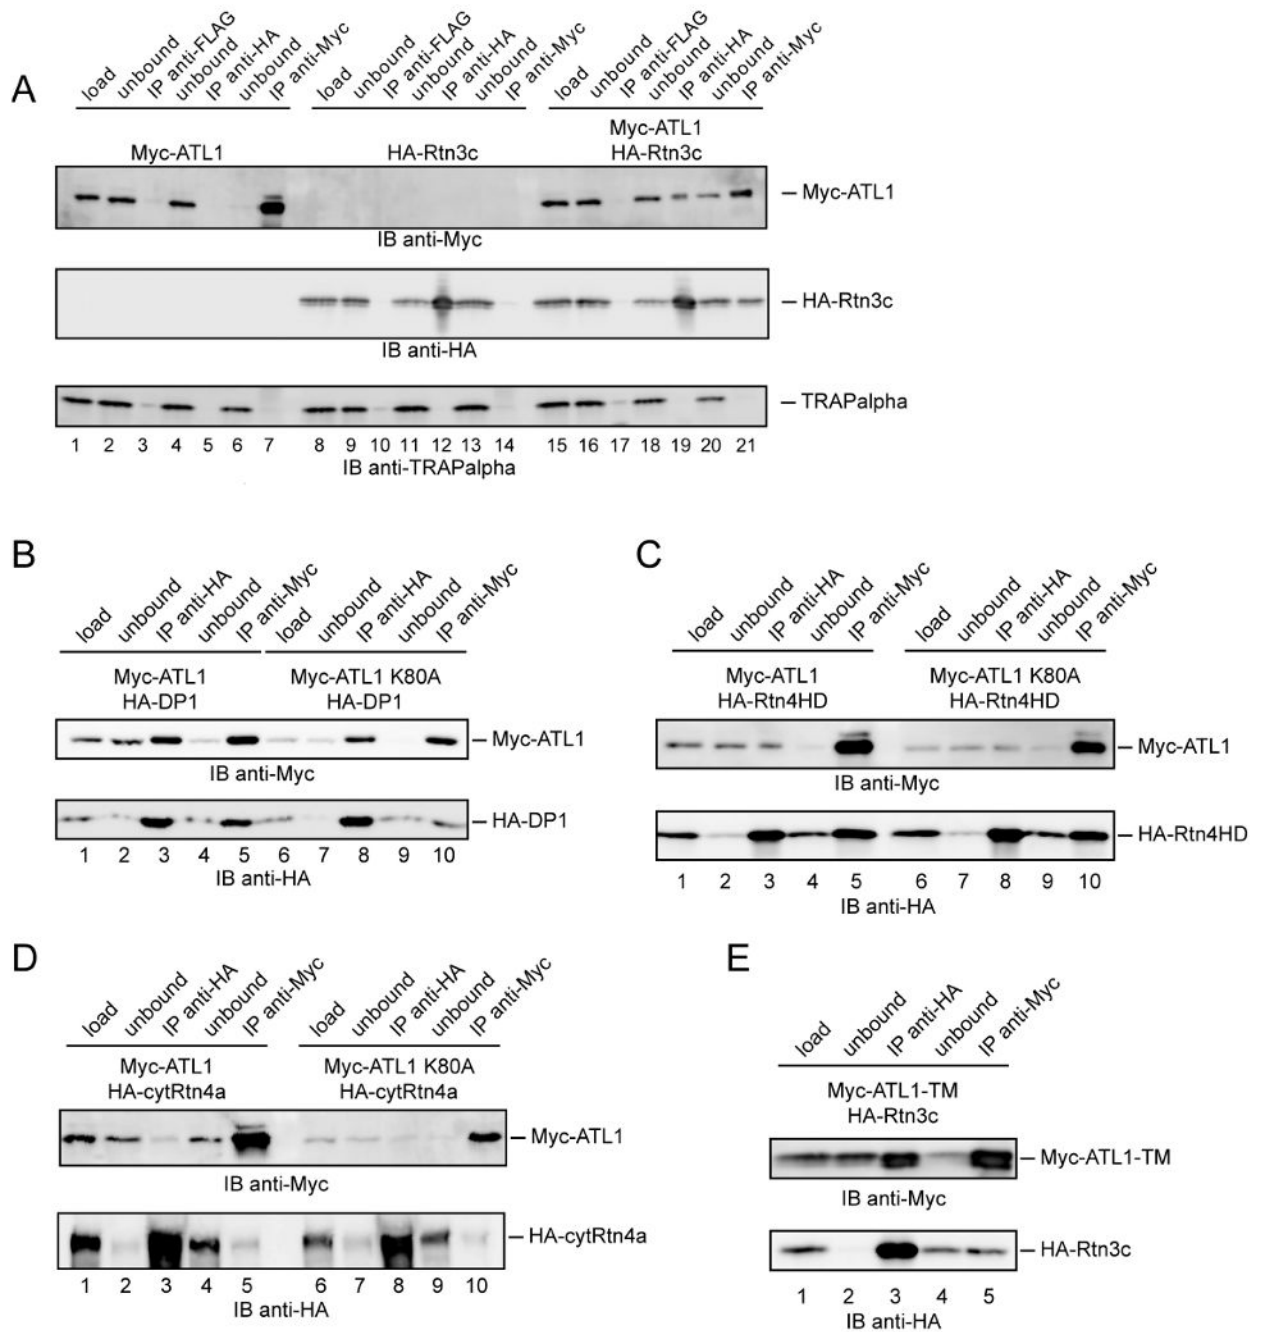 A
load
unbound
IP anti-FLAG
unbound
IP anti-HA
unbound
IP anti-Myc
load
unbound
IP anti-FLAG
unbound
IP anti-HA
unbound
IP anti-Myc
load
unbound
IP anti-FLAG
unbound
IP anti-HA
unbound
IP anti-Myc
Myc-ATL1
HA-Rtn3c
Myc-ATL1
HA-Rtn3c
Myc-ATL1
IB anti-Myc
HA-Rtn3c
IB anti-HA
TRAPalpha
1 2 3 4 5 6 7 8 9 10 11 12 13 14 15 16 17 18 19 20 21
IB anti-TRAPalpha
B
load
unbound
IP anti-HA
unbound
IP anti-Myc
load
unbound
IP anti-HA
unbound
IP anti-Myc
Myc-ATL1
HA-DP1
Myc-ATL1 K80A
HA-DP1
Myc-ATL1
IB anti-Myc
HA-DP1
1 2 3 4 5 6 7 8 9 10
IB anti-HA
C
load
unbound
IP anti-HA
unbound
IP anti-Myc
load
unbound
IP anti-HA
unbound
IP anti-Myc
Myc-ATL1
HA-Rtn4HD
Myc-ATL1 K80A
HA-Rtn4HD
Myc-ATL1
IB anti-Myc
HA-Rtn4HD
1 2 3 4 5 6 7 8 9 10
IB anti-HA
D
load
unbound
IP anti-HA
unbound
IP anti-Myc
load
unbound
IP anti-HA
unbound
IP anti-Myc
Myc-ATL1
HA-cytRtn4a
Myc-ATL1 K80A
HA-cytRtn4a
Myc-ATL1
IB anti-Myc
HA-cytRtn4a
1 2 3 4 5 6 7 8 9 10
IB anti-HA
E
load
unbound
IP anti-HA
unbound
IP anti-Myc
Myc-ATL1-TM
HA-Rtn3c
Myc-ATL1-TM
IB anti-Myc
HA-Rtn3c
1 2 3 4 5
IB anti-HA